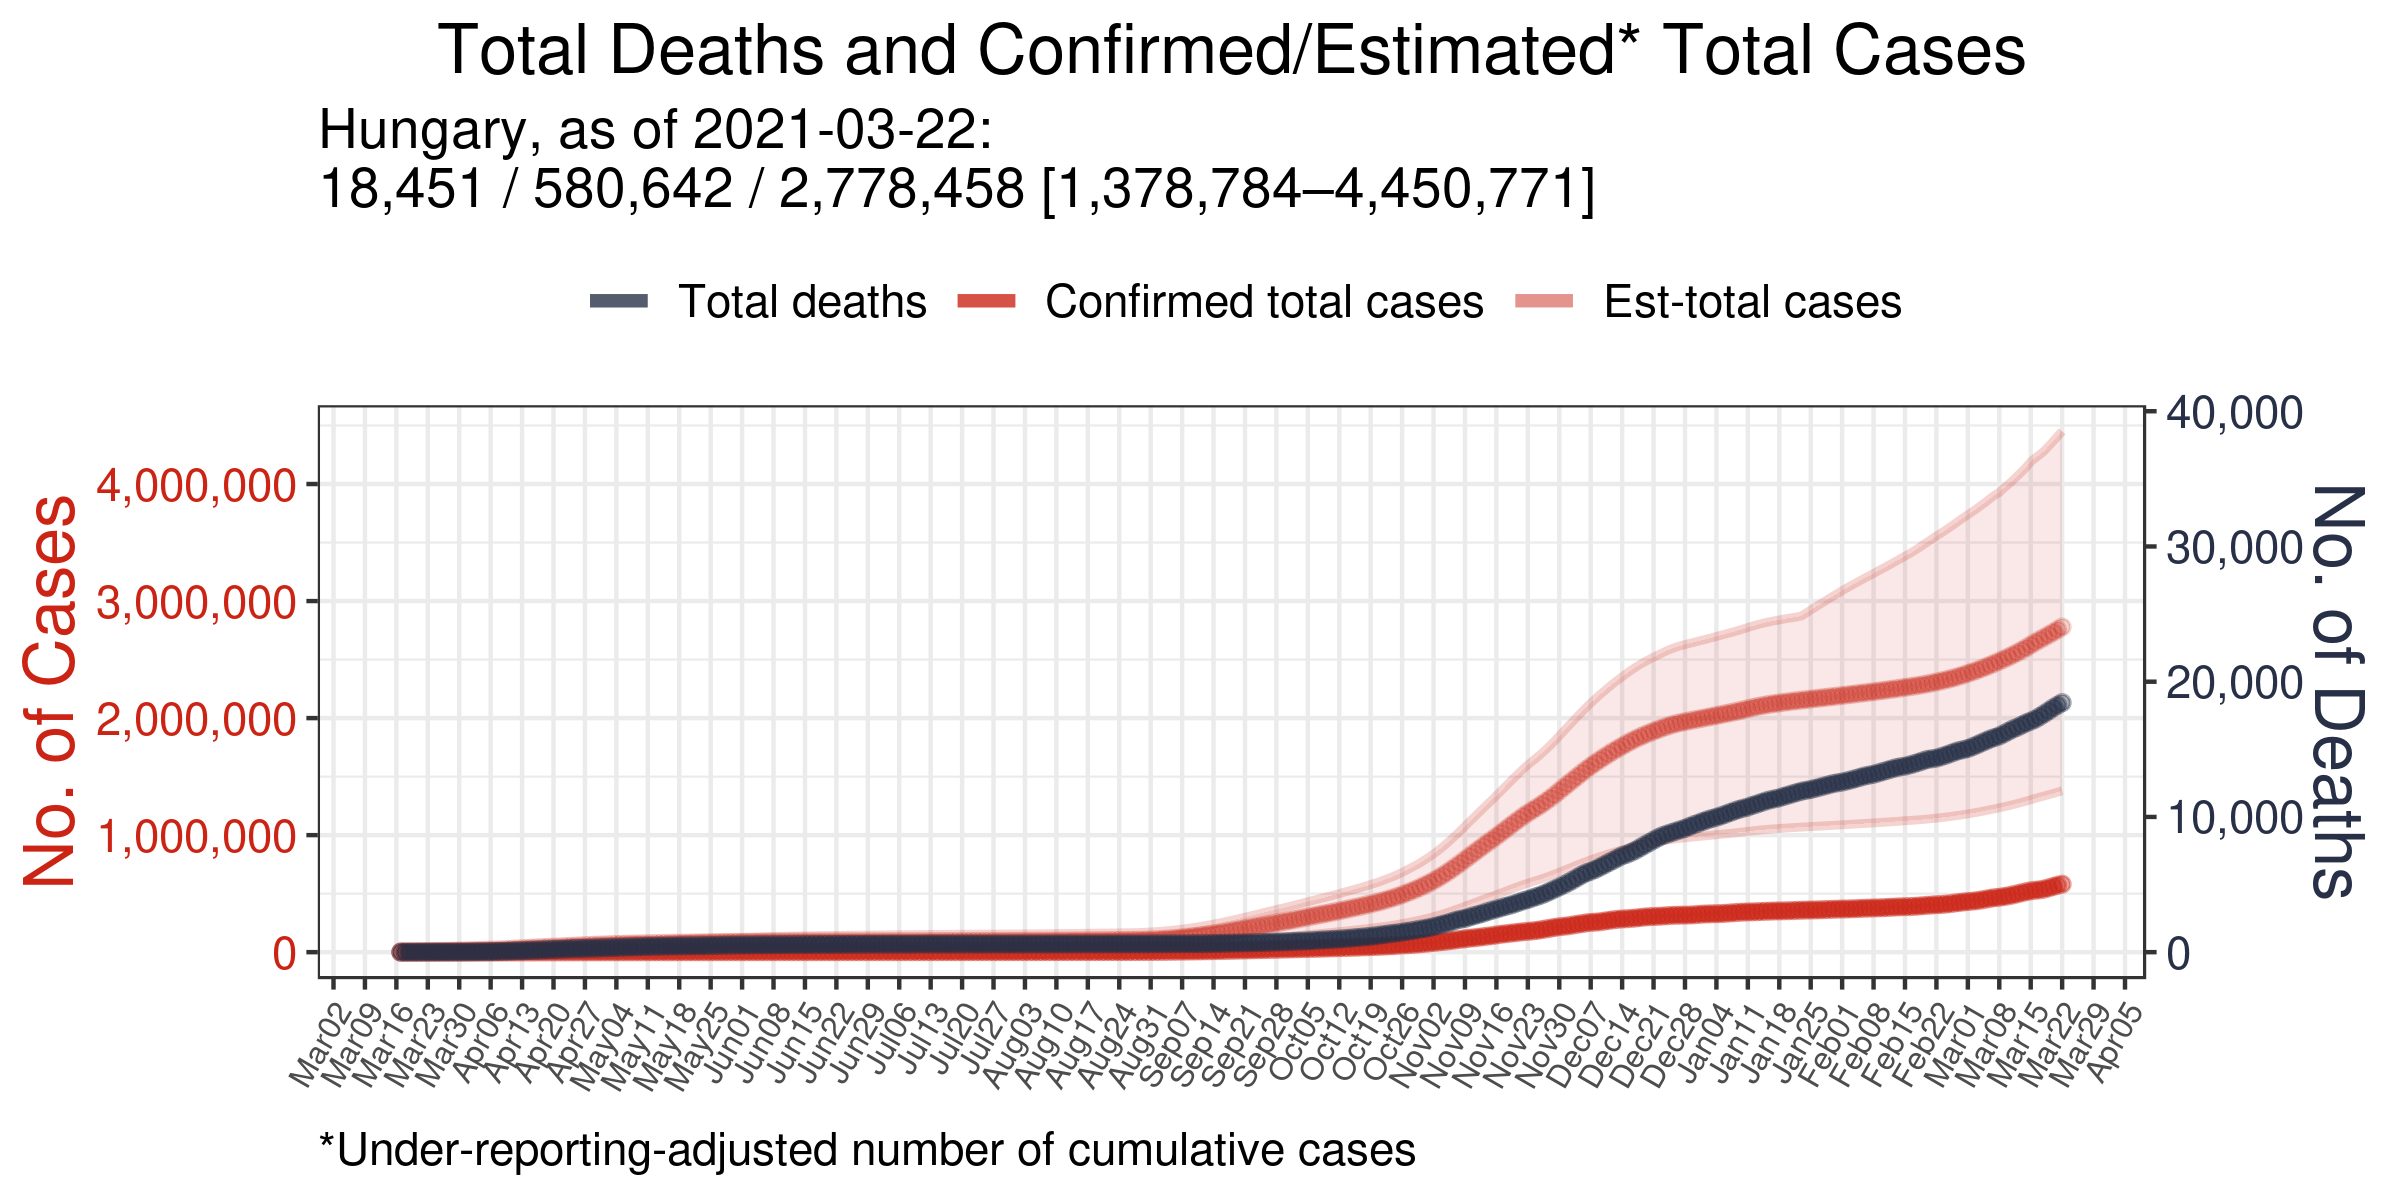 Total Deaths and Confirmed/Estimated* Total Cases
Hungary, as of 2021-03-22:
18,451 / 580,642 / 2,778,458 [1,378,784–4,450,771]
Total deaths
Confirmed total cases
Est-total cases
No. of Cases
4,000,000
3,000,000
2,000,000
1,000,000
0
40,000
30,000
20,000
10,000
0
No. of Deaths
Mar02
Mar09
Mar16
Mar23
Mar30
Apr06
Apr13
Apr20
Apr27
May04
May11
May18
May25
Jun01
Jun08
Jun15
Jun22
Jun29
Jul06
Jul13
Jul20
Jul27
Aug03
Aug10
Aug17
Aug24
Aug31
Sep07
Sep14
Sep21
Sep28
Oct05
Oct12
Oct19
Oct26
Nov02
Nov09
Nov16
Nov23
Nov30
Dec07
Dec14
Dec21
Dec28
Jan04
Jan11
Jan18
Jan25
Feb01
Feb08
Feb15
Feb22
Mar01
Mar08
Mar15
Mar22
Mar29
Apr05
*Under-reporting-adjusted number of cumulative cases